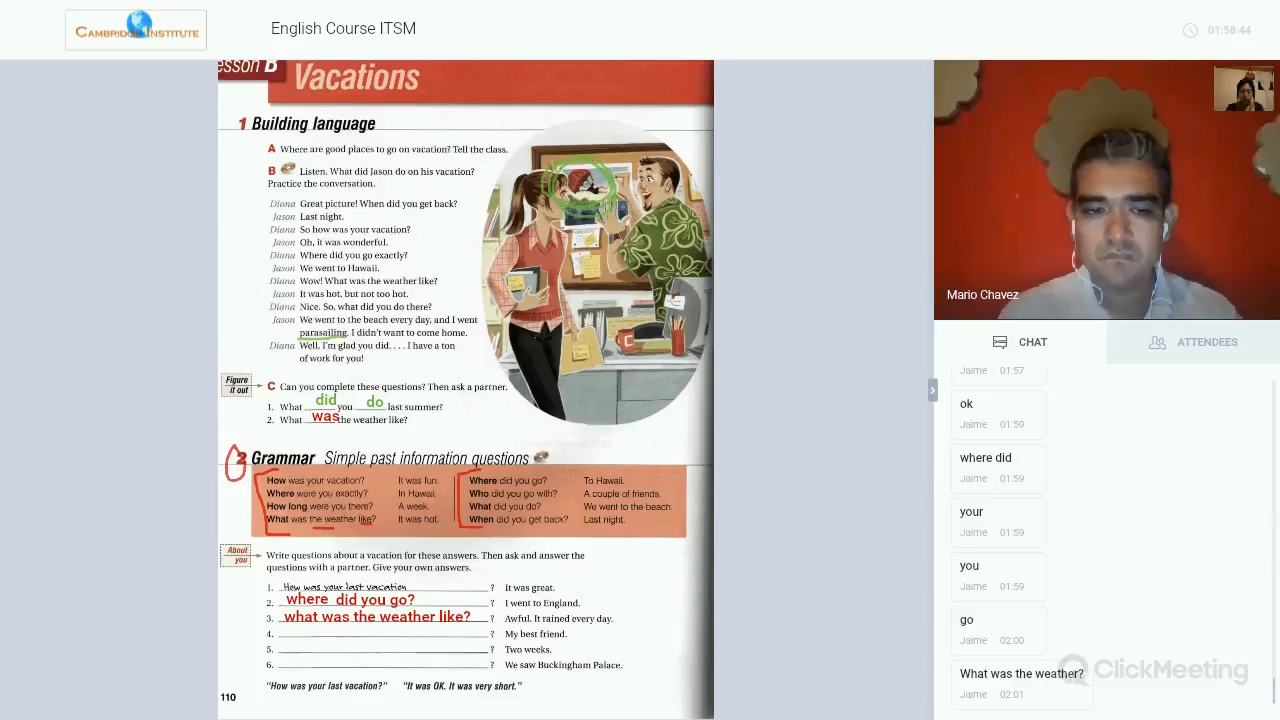 CAMBRIDGE INSTITUTE
English Course ITSM
01:58:44
esson B
Vacations
1 Building language
A Where are good places to go on vacation? Tell the class.
B Listen. What did Jason do on his vacation?
Practice the conversation.
Diana Great picture! When did you get back?
Jason Last night.
Diana So how was your vacation?
Jason Oh, it was wonderful.
Diana Where did you go exactly?
Jason We went to Hawaii.
Diana Wow! What was the weather like?
Jason It was hot, but not too hot.
Diana Nice. So, what did you do there?
Jason We went to the beach every day, and I went
parasailing. I didn't want to come home.
Diana Well, I'm glad you did. . . . I have a ton
of work for you!
Figure
it out
C Can you complete these questions? Then ask a partner.
1. What did you do last summer?
2. What was the weather like?
2 Grammar Simple past information questions
How was your vacation? It was fun.
Where were you exactly? In Hawaii.
How long were you there? A week.
What was the weather like? It was hot.
Where did you go? To Hawaii.
Who did you go with? A couple of friends.
What did you do? We went to the beach.
When did you get back? Last night.
About
you
Write questions about a vacation for these answers. Then ask and answer the
questions with a partner. Give your own answers.
1. How was your last vacation ? It was great.
2. where did you go? ? I went to England.
3. what was the weather like? ? Awful. It rained every day.
4. ? My best friend.
5. ? Two weeks.
6. ? We saw Buckingham Palace.
"How was your last vacation?" "It was OK. It was very short."
110
Mario Chavez
CHAT
ATTENDEES
Jaime 01:57
ok
Jaime 01:59
where did
Jaime 01:59
your
Jaime 01:59
you
Jaime 01:59
go
Jaime 02:00
What was the weather?
Jaime 02:01
ClickMeeting